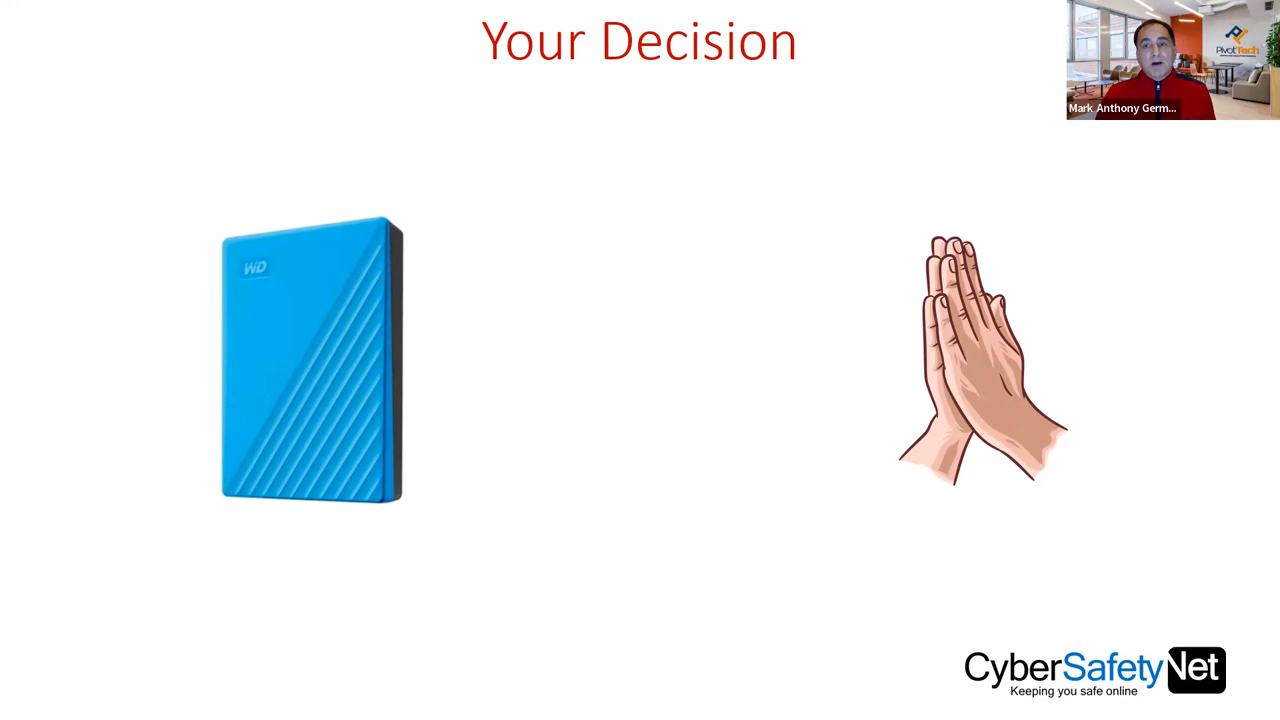 Your Decision
PivotTech
Mark Anthony Germ...
WD
CyberSafetyNet
Keeping you safe online